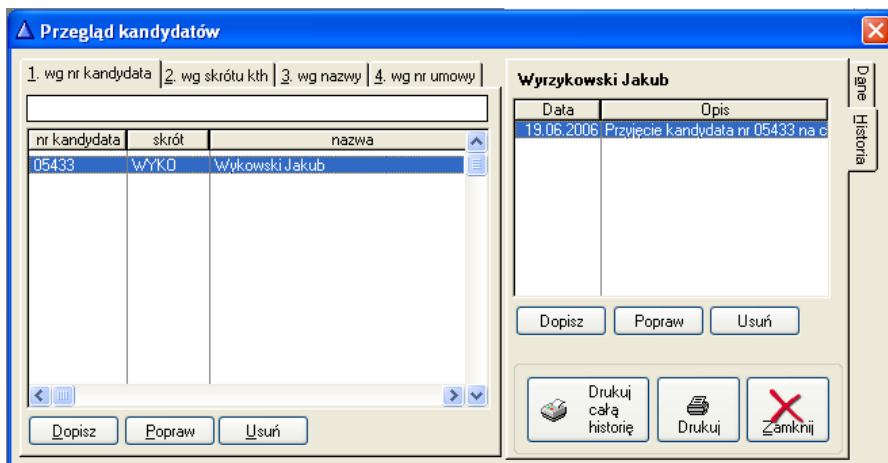 Przegląd kandydatów
1. wg nr kandydata 2. wg skrótu kth 3. wg nazwy 4. wg nr umowy
nr kandydata skrót nazwa
05433 WYKO Wykowski Jakub
Dopisz Popraw Usuń
Wyrzykowski Jakub
Data Opis
19.06.2006 Przyjęcie kandydata nr 05433 na c
Dopisz Popraw Usuń
Drukuj
całą
historię
Drukuj
Zamknij
Dane
Historia